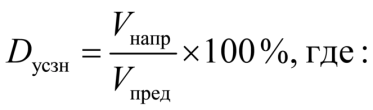 D_усзн = V_напр / V_пред × 100 %, где :